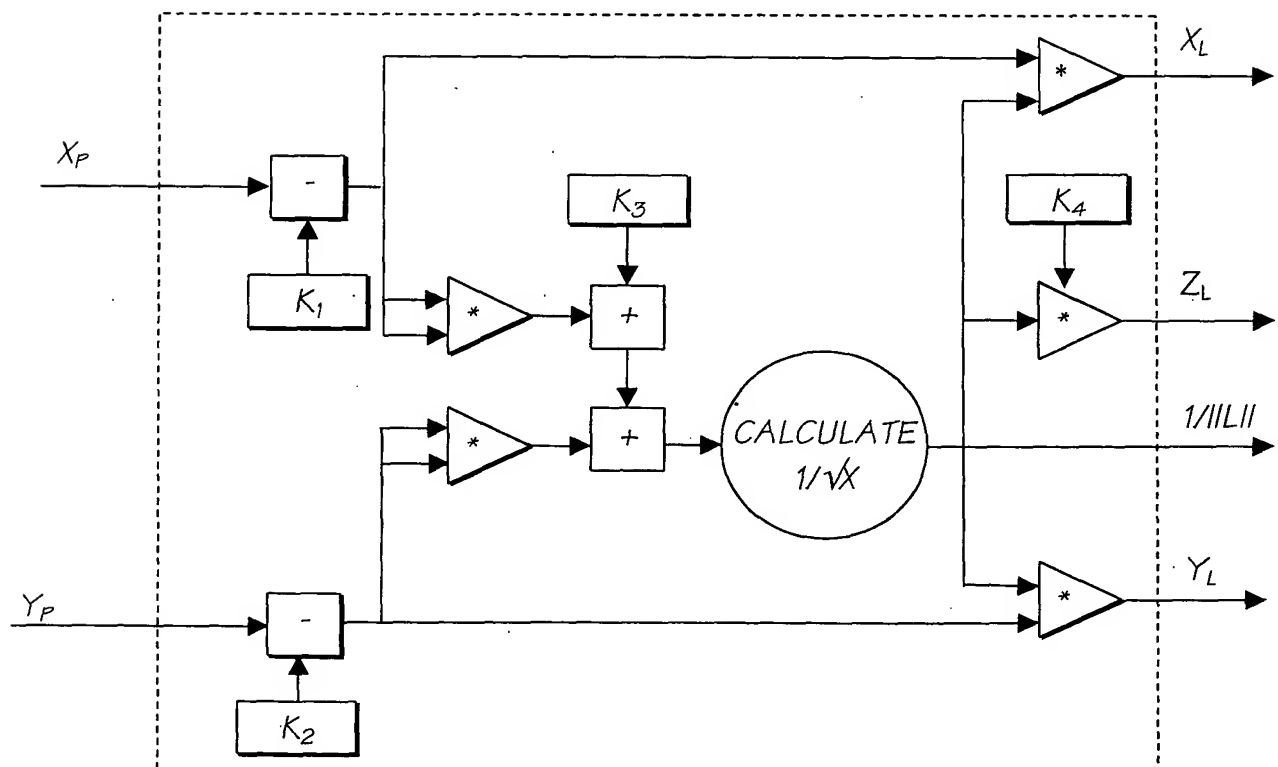 X_L
*
X_P
-
K_3
K_4
K_1
*
+
*
Z_L
*
+
CALCULATE
1/√X
1/||L||
Y_P
-
*
Y_L
K_2